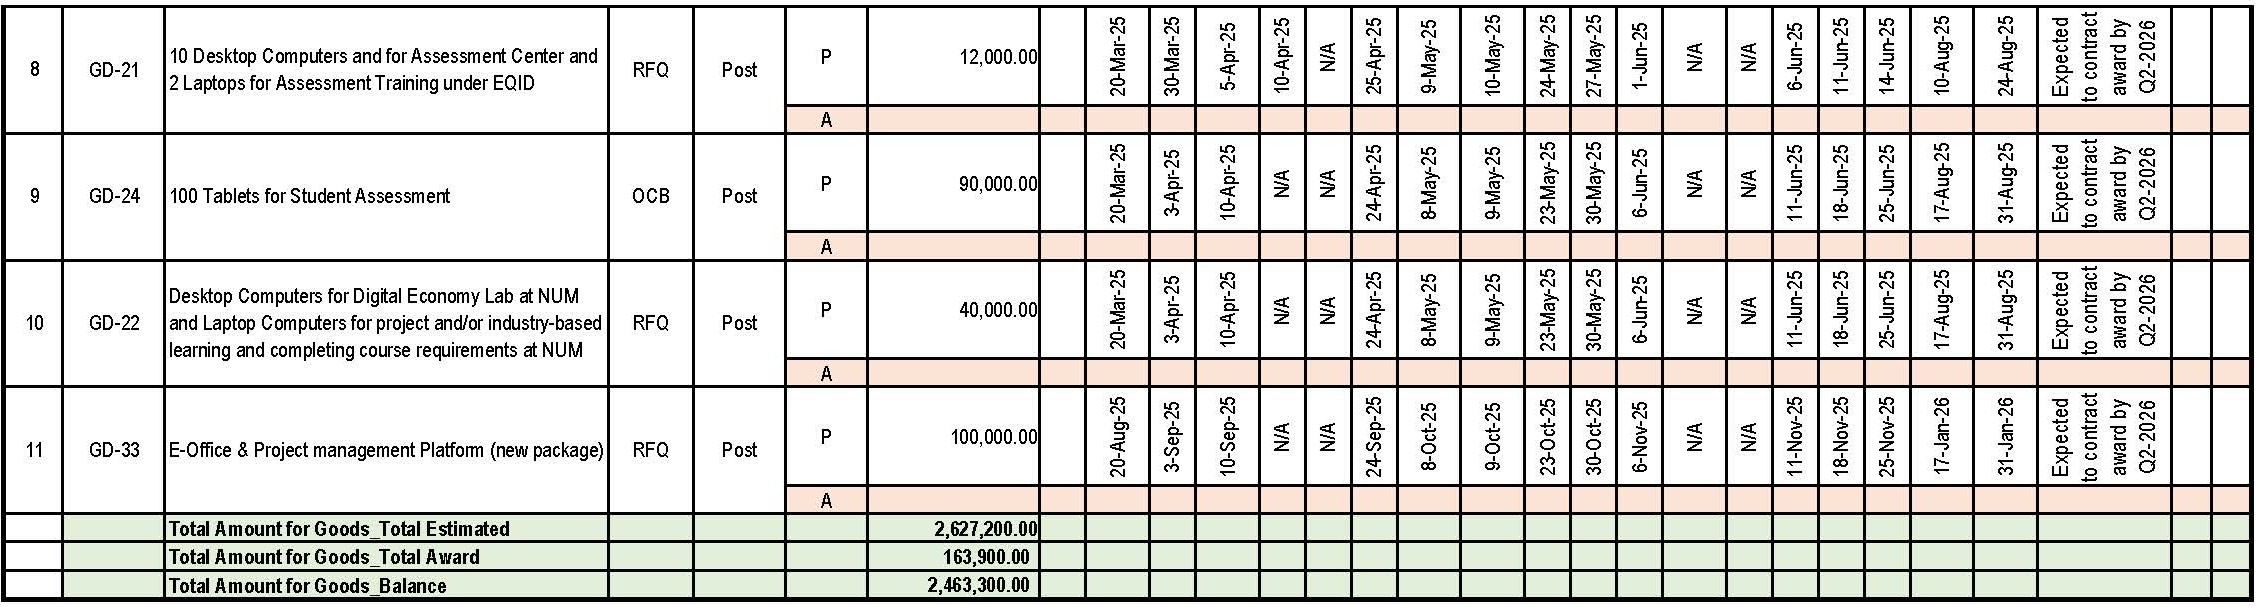 8 GD-21 10 Desktop Computers and for Assessment Center and RFQ Post P 12,000.00 20-Mar-25 30-Mar-25 5-Apr-25 10-Apr-25 N/A 25-Apr-25 9-May-25 10-May-25 24-May-25 27-May-25 1-Jun-25 N/A N/A 6-Jun-25 11-Jun-25 14-Jun-25 10-Aug-25 24-Aug-25 Expected
2 Laptops for Assessment Training under EQID to contract
award by
Q2-2026
A
9 GD-24 100 Tablets for Student Assessment OCB Post P 90,000.00 20-Mar-25 3-Apr-25 10-Apr-25 N/A N/A 24-Apr-25 8-May-25 9-May-25 23-May-25 30-May-25 6-Jun-25 N/A N/A 11-Jun-25 18-Jun-25 25-Jun-25 17-Aug-25 31-Aug-25 Expected
to contract
award by
Q2-2026
A
10 GD-22 Desktop Computers for Digital Economy Lab at NUM RFQ Post P 40,000.00 20-Mar-25 3-Apr-25 10-Apr-25 N/A N/A 24-Apr-25 8-May-25 9-May-25 23-May-25 30-May-25 6-Jun-25 N/A N/A 11-Jun-25 18-Jun-25 25-Jun-25 17-Aug-25 31-Aug-25 Expected
and Laptop Computers for project and/or industry-based to contract
learning and completing course requirements at NUM award by
Q2-2026
A
11 GD-33 E-Office & Project management Platform (new package) RFQ Post P 100,000.00 20-Aug-25 3-Sep-25 10-Sep-25 N/A N/A 24-Sep-25 8-Oct-25 9-Oct-25 23-Oct-25 30-Oct-25 6-Nov-25 N/A N/A 11-Nov-25 18-Nov-25 25-Nov-25 17-Jan-26 31-Jan-26 Expected
to contract
award by
Q2-2026
A
Total Amount for Goods_Total Estimated 2,627,200.00
Total Amount for Goods_Total Award 163,900.00
Total Amount for Goods_Balance 2,463,300.00